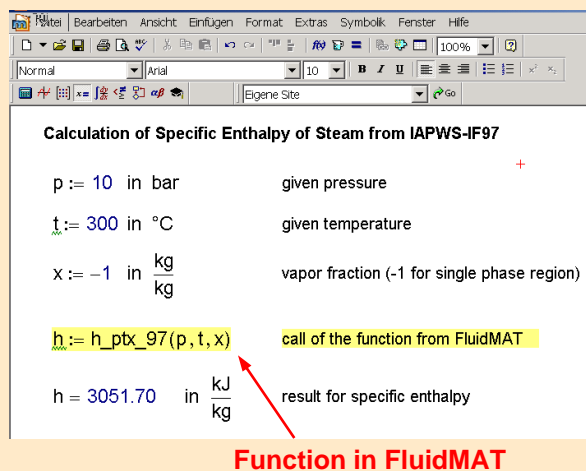 Datei Bearbeiten Ansicht Einfügen Format Extras Symbolik Fenster Hilfe
100%
Normal Arial 10 B I U
Eigene Site Go
Calculation of Specific Enthalpy of Steam from IAPWS-IF97
p := 10 in bar given pressure
t := 300 in °C given temperature
x := −1 in kg/kg vapor fraction (-1 for single phase region)
h := h_ptx_97(p,t,x) call of the function from FluidMAT
h = 3051.70 in kJ/kg result for specific enthalpy
Function in FluidMAT